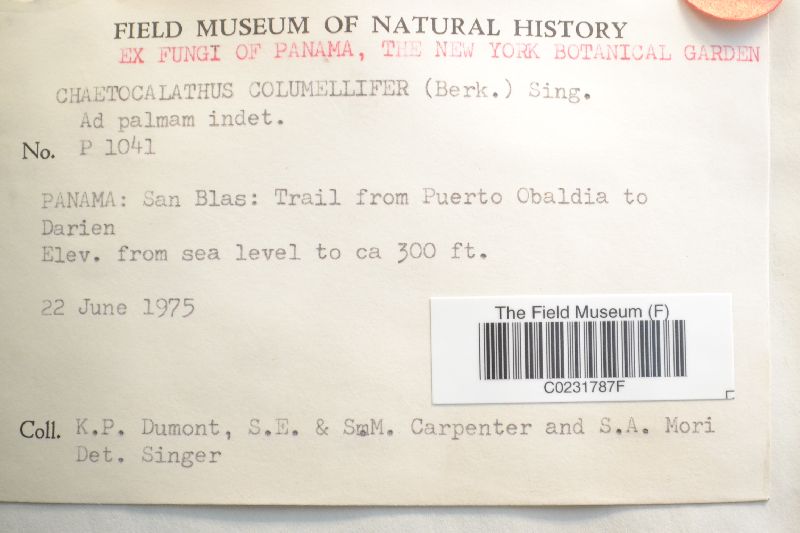 FIELD MUSEUM OF NATURAL HISTORY
EX FUNGI OF PANAMA, THE NEW YORK BOTANICAL GARDEN
CHAETOCALATHUS COLUMELLIFER (Berk.) Sing.
Ad palmam indet.
No. P 1041
PANAMA: San Blas: Trail from Puerto Obaldia to
Darien
Elev. from sea level to ca 300 ft.
22 June 1975
The Field Museum (F)
C0231787F
Coll. K.P. Dumont, S.E. & S.M. Carpenter and S.A. Mori
Det. Singer